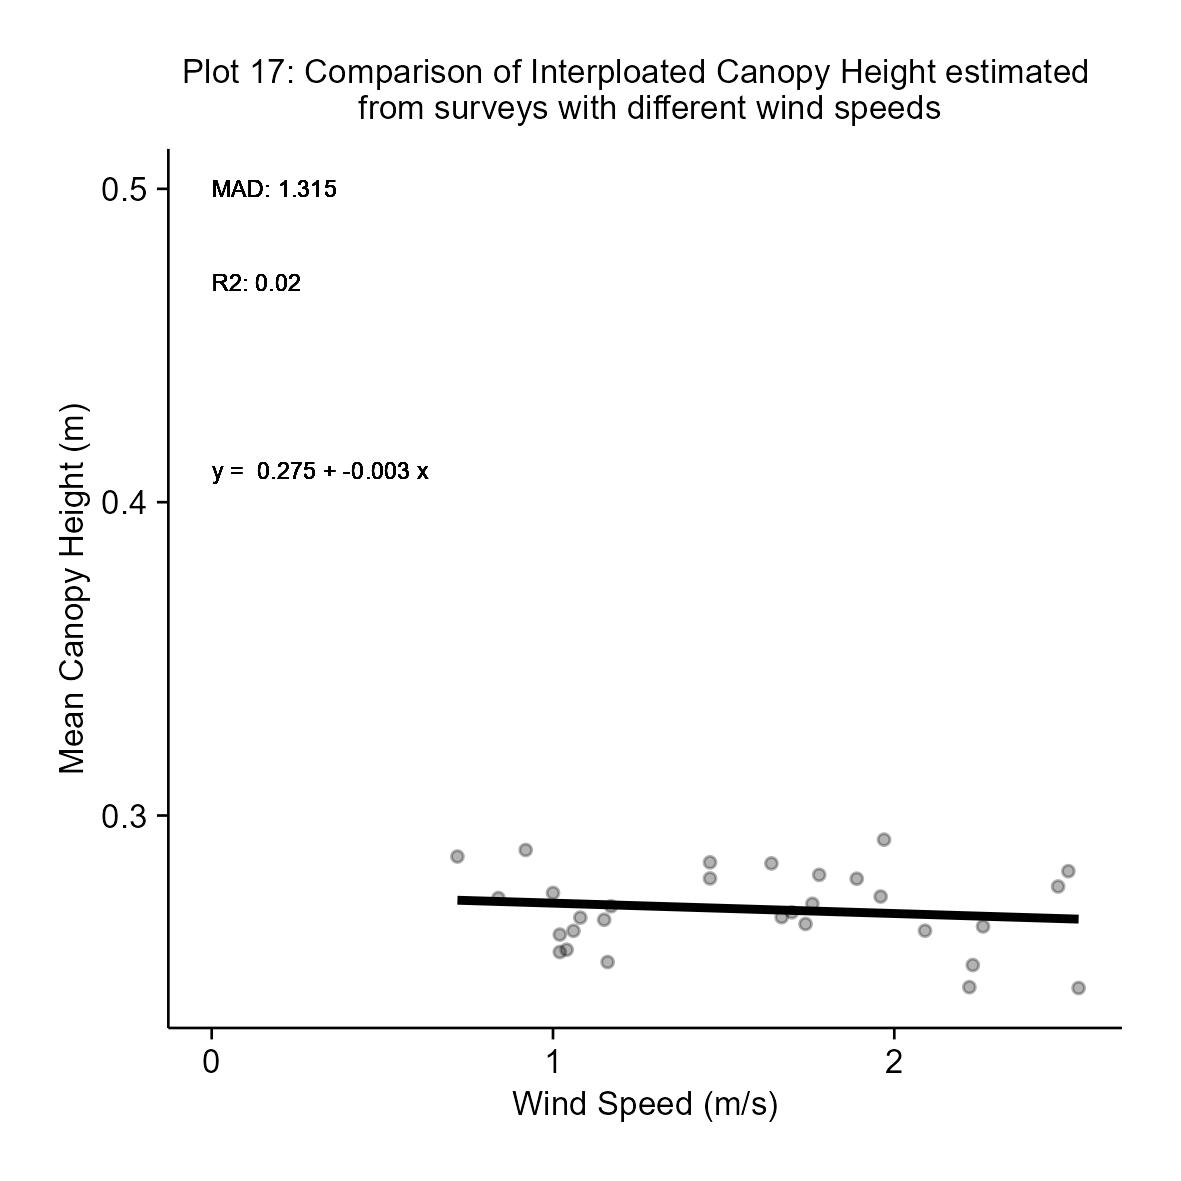 Plot 17: Comparison of Interploated Canopy Height estimated
from surveys with different wind speeds
0.5
MAD: 1.315
R2: 0.02
y =  0.275 + -0.003 x
0.4
0.3
Mean Canopy Height (m)
0
1
2
Wind Speed (m/s)